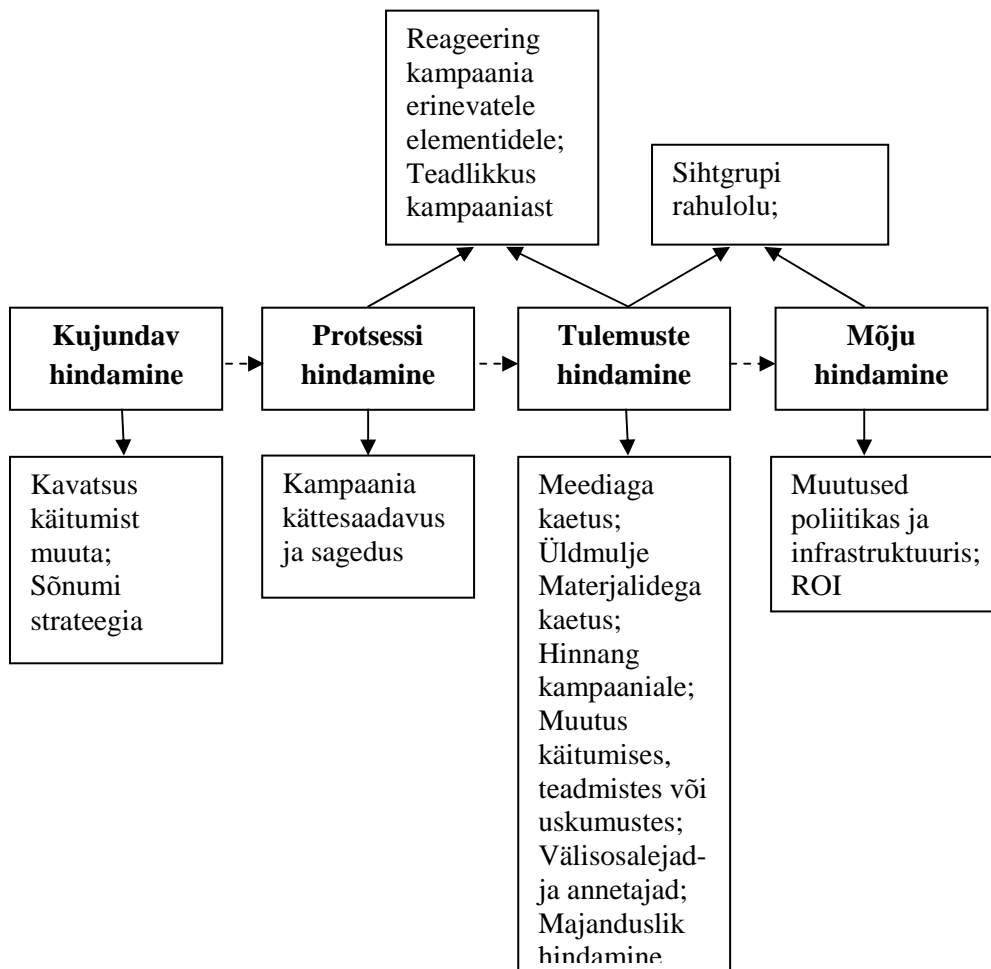 Reageering
kampaania
erinevatele
elementidele;
Teadlikkus
kampaaniast
Sihtgrupi
rahulolu;
Kujundav
hindamine
Protsessi
hindamine
Tulemuste
hindamine
Mõju
hindamine
Kavatsus
käitumist
muuta;
Sõnumi
strateegia
Kampaania
kättesaadavus
ja sagedus
Meediaga
kaetus;
Üldmulje
Materjalidega
kaetus;
Hinnang
kampaaniale;
Muutus
käitumises,
teadmistes või
uskumustes;
Välisosalejad-
ja annetajad;
Majanduslik
hindamine
Muutused
poliitikas ja
infrastruktuuris;
ROI